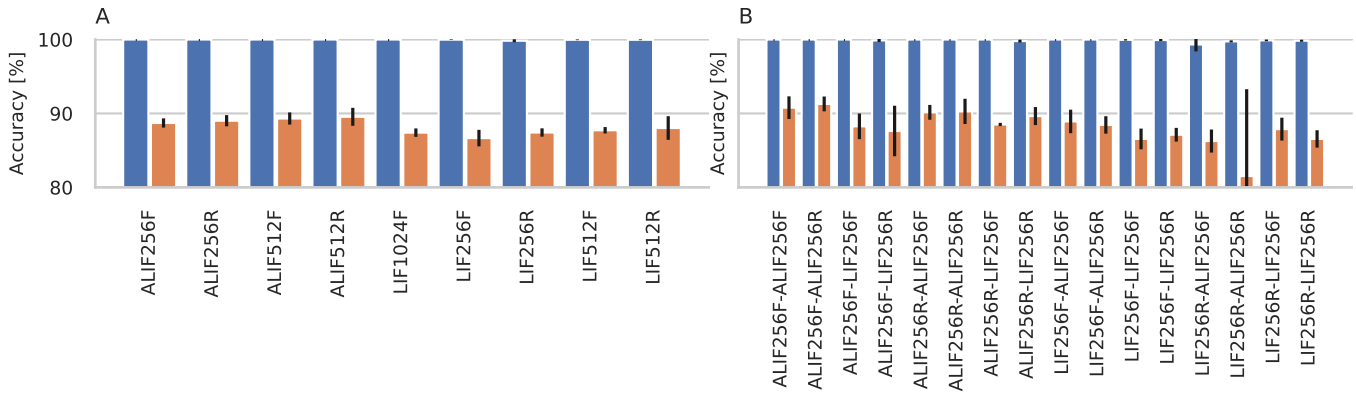 A
Accuracy [%]
100
90
80
ALIF256F
ALIF256R
ALIF512F
ALIF512R
LIF1024F
LIF256F
LIF256R
LIF512F
LIF512R
B
Accuracy [%]
ALIF256F-ALIF256F
ALIF256F-ALIF256R
ALIF256F-LIF256F
ALIF256F-LIF256R
ALIF256R-ALIF256F
ALIF256R-ALIF256R
ALIF256R-LIF256F
ALIF256R-LIF256R
LIF256F-ALIF256F
LIF256F-ALIF256R
LIF256F-LIF256F
LIF256F-LIF256R
LIF256R-ALIF256F
LIF256R-ALIF256R
LIF256R-LIF256F
LIF256R-LIF256R